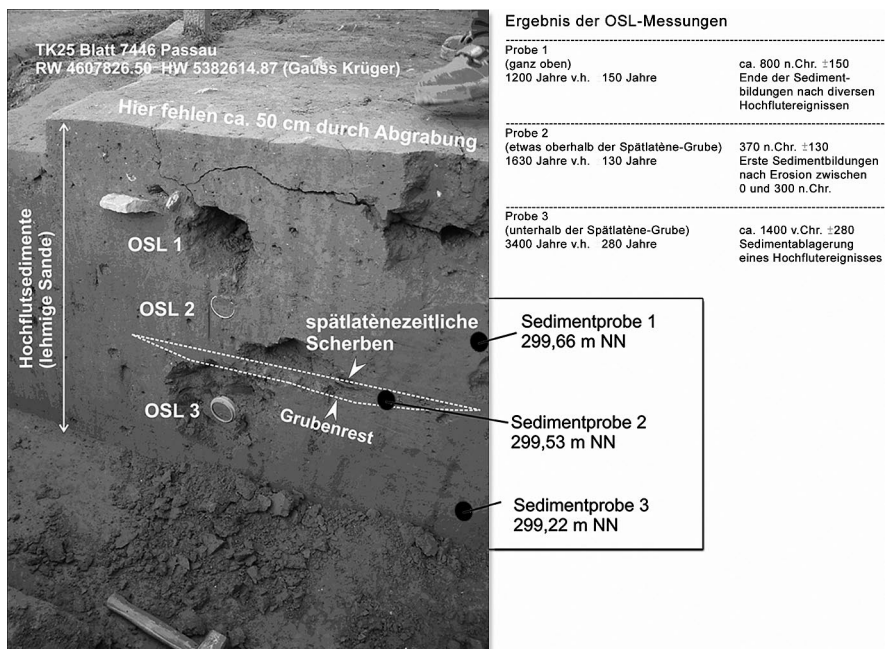 TK25 Blatt 7446 Passau
RW 4607826.50 HW 5382614.87 (Gauss Krüger)
Hier fehlen ca. 50 cm durch Abgrabung
Hochflutsedimente
(lehmige Sande)
OSL 1
OSL 2
spätlatènezeitliche
Scherben
OSL 3
Grubenrest
Ergebnis der OSL-Messungen
Probe 1
(ganz oben) ca. 800 n.Chr. ±150
1200 Jahre v.h. 150 Jahre Ende der Sediment-
bildungen nach diversen
Hochflutereignissen
Probe 2
(etwas oberhalb der Spätlatène-Grube) 370 n.Chr. ±130
1630 Jahre v.h. 130 Jahre Erste Sedimentbildungen
nach Erosion zwischen
0 und 300 n.Chr.
Probe 3
(unterhalb der Spätlatène-Grube) ca. 1400 v.Chr. ±280
3400 Jahre v.h. 280 Jahre Sedimentablagerung
eines Hochflutereignisses
Sedimentprobe 1
299,66 m NN
Sedimentprobe 2
299,53 m NN
Sedimentprobe 3
299,22 m NN